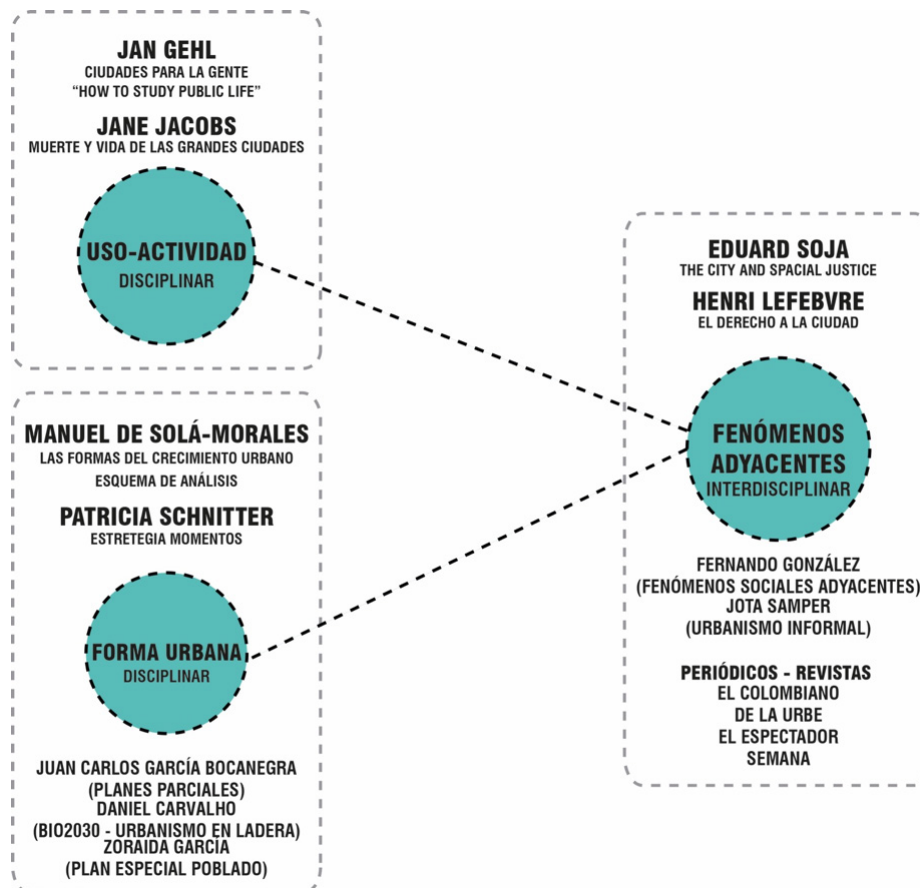 JAN GEHL
CIUDADES PARA LA GENTE
“HOW TO STUDY PUBLIC LIFE”
JANE JACOBS
MUERTE Y VIDA DE LAS GRANDES CIUDADES
USO-ACTIVIDAD
DISCIPLINAR
MANUEL DE SOLÁ-MORALES
LAS FORMAS DEL CRECIMIENTO URBANO
ESQUEMA DE ANÁLISIS
PATRICIA SCHNITTER
ESTRETEGIA MOMENTOS
FORMA URBANA
DISCIPLINAR
JUAN CARLOS GARCÍA BOCANEGRA
(PLANES PARCIALES)
DANIEL CARVALHO
(BIO2030 - URBANISMO EN LADERA)
ZORAIDA GARCÍA
(PLAN ESPECIAL POBLADO)
EDUARD SOJA
THE CITY AND SPACIAL JUSTICE
HENRI LEFEBVRE
EL DERECHO A LA CIUDAD
FENÓMENOS
ADYACENTES
INTERDISCIPLINAR
FERNANDO GONZÁLEZ
(FENÓMENOS SOCIALES ADYACENTES)
JOTA SAMPER
(URBANISMO INFORMAL)
PERIÓDICOS - REVISTAS
EL COLOMBIANO
DE LA URBE
EL ESPECTADOR
SEMANA